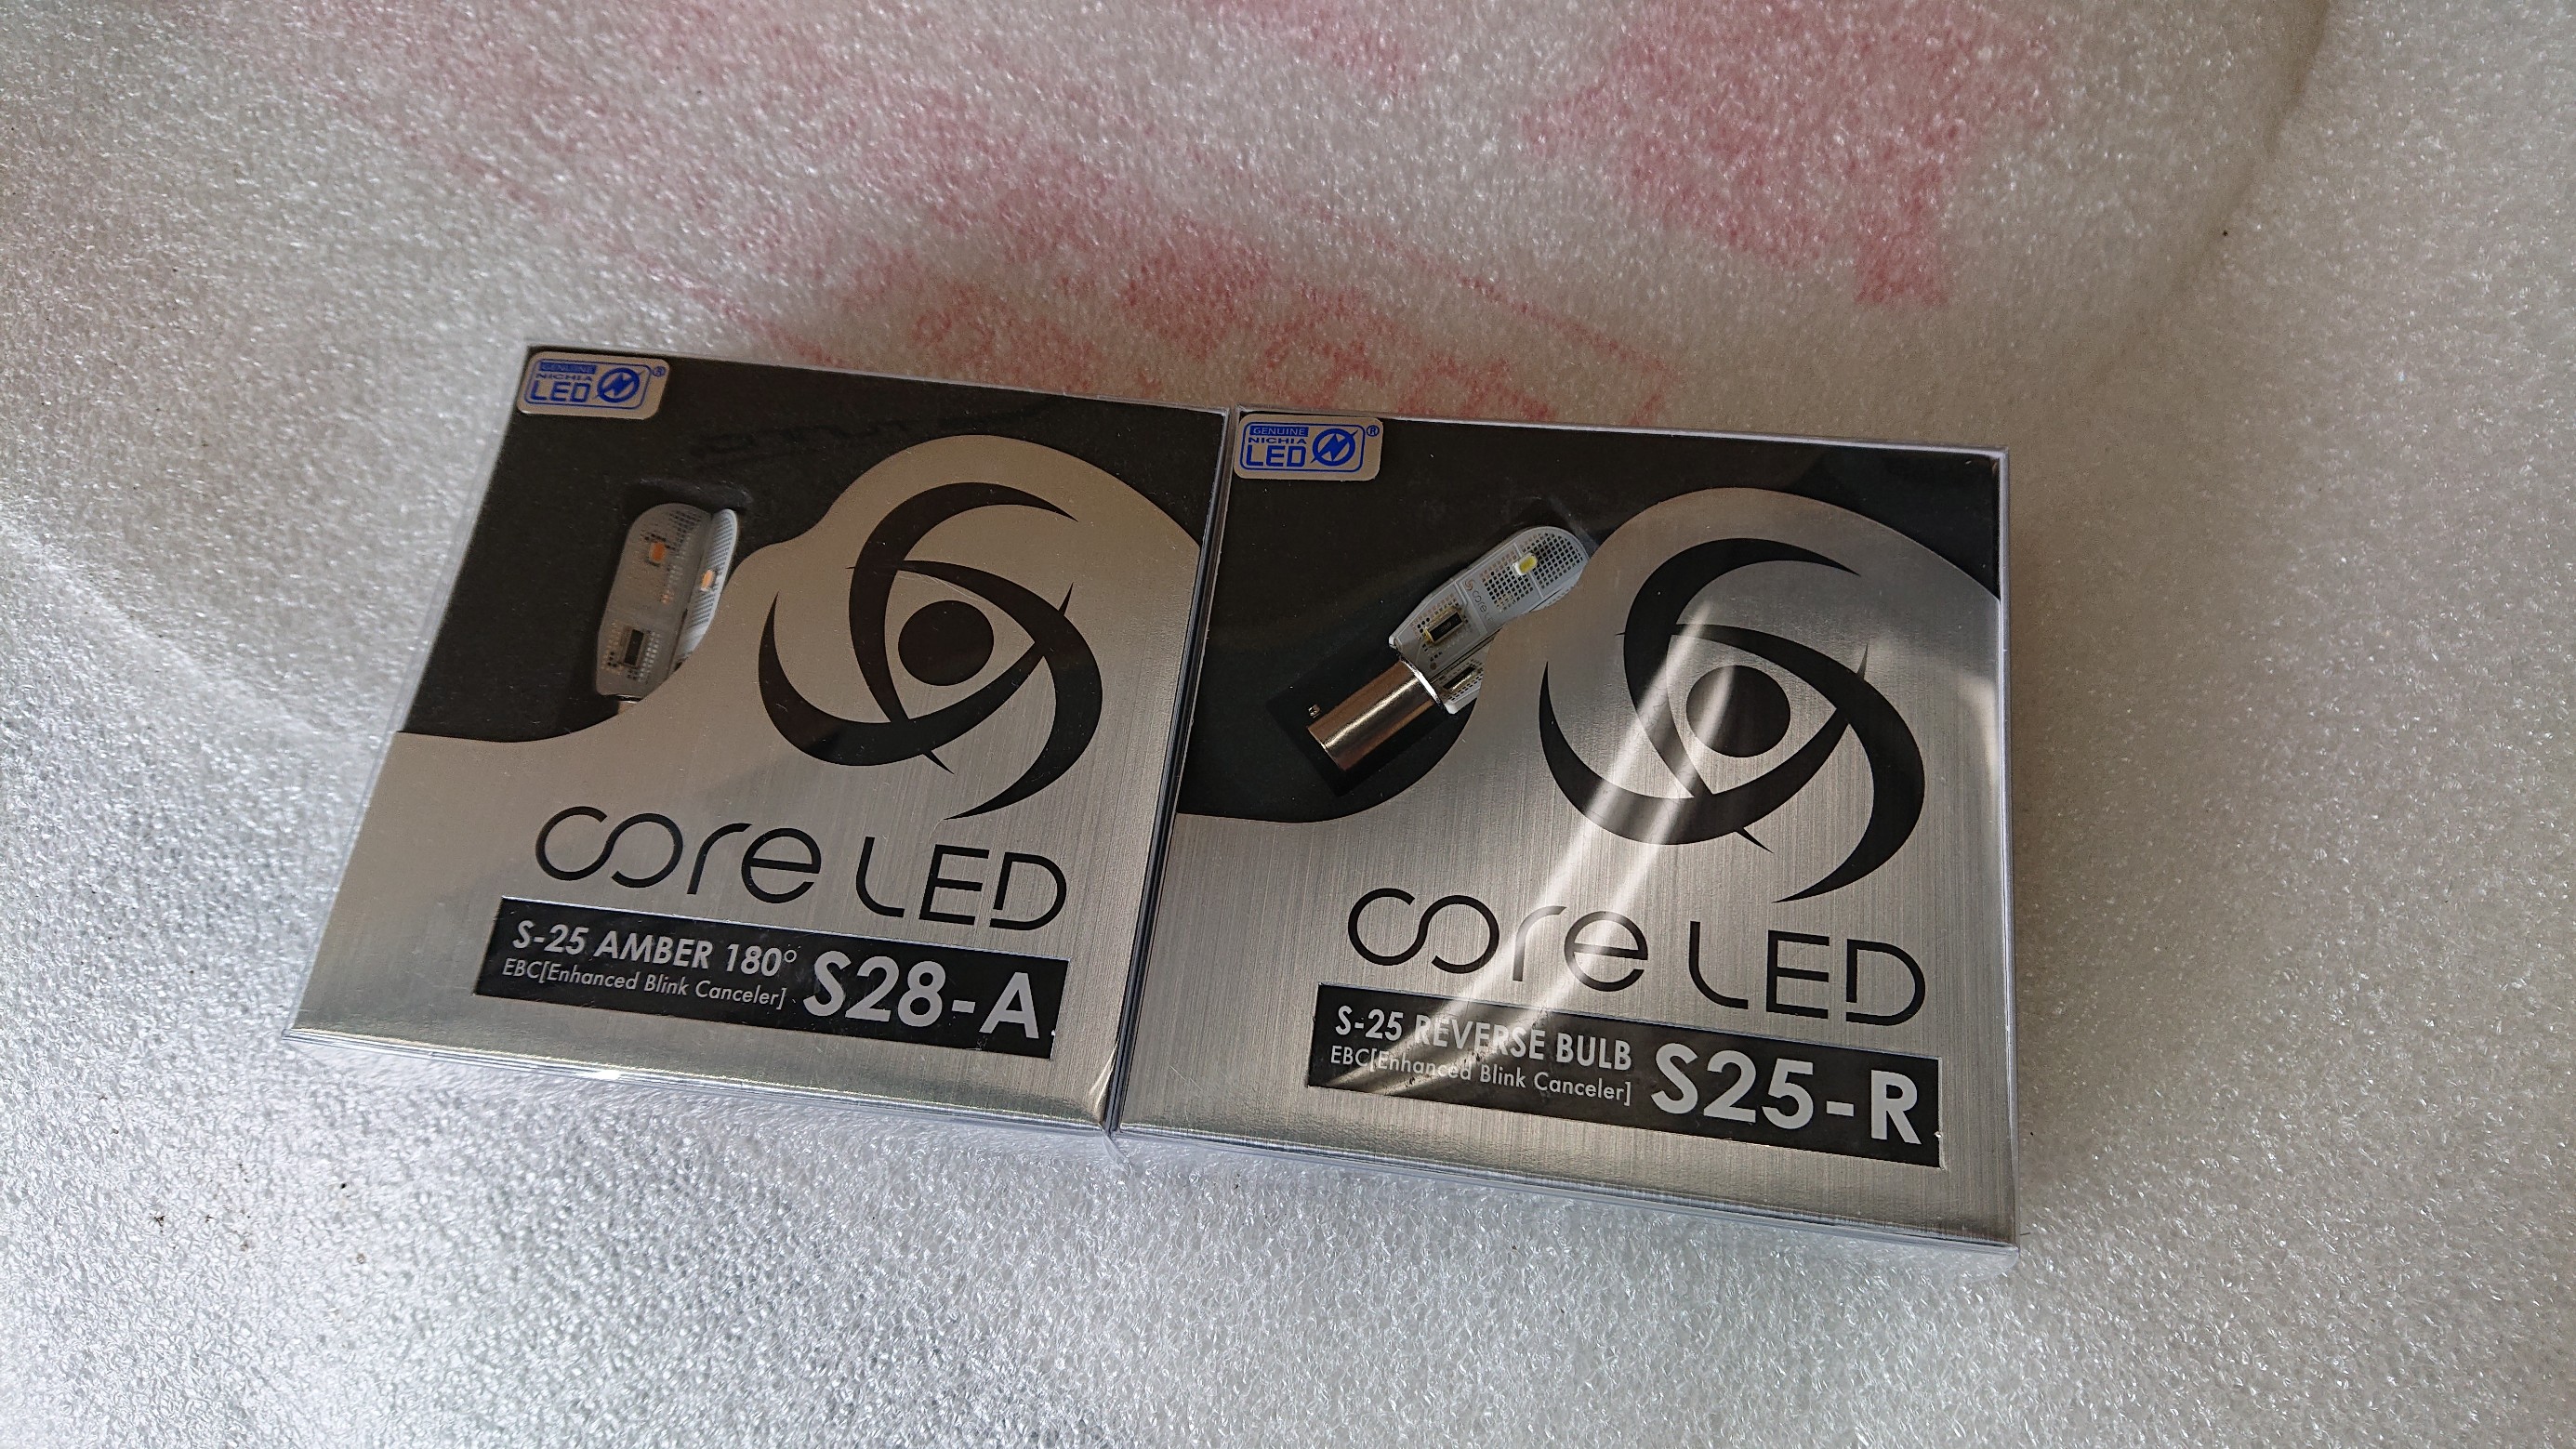 GENUINE
NICHIA
LED ®
core LED
S-25 AMBER 180°
EBC[Enhanced Blink Canceler]
S28-A
GENUINE
NICHIA
LED ®
core
core LED
S-25 REVERSE BULB
EBC[Enhanced Blink Canceler]
S25-R